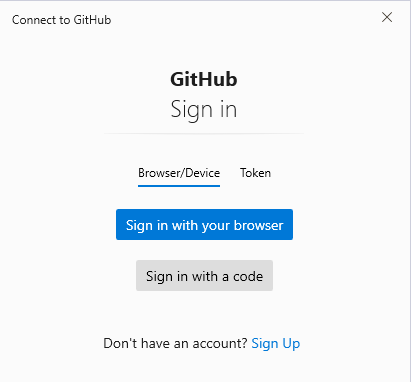 Connect to GitHub
GitHub
Sign in
Browser/Device Token
Sign in with your browser
Sign in with a code
Don't have an account? Sign Up